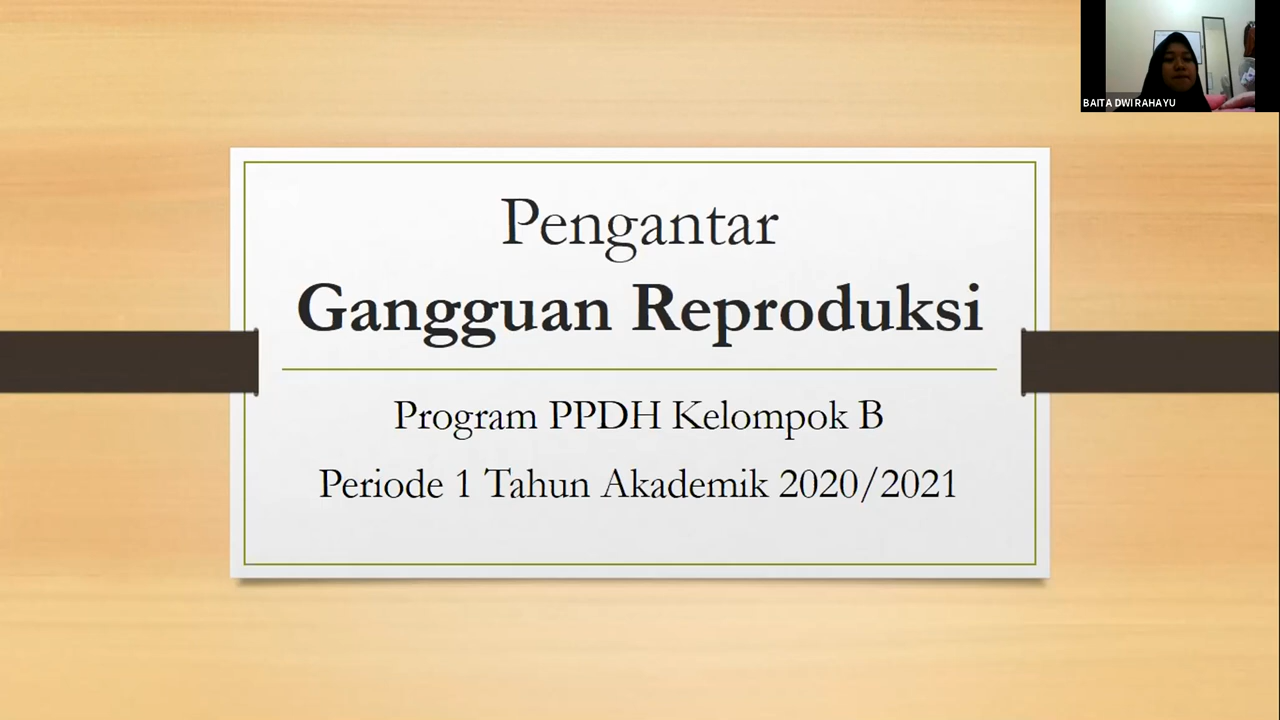 BAITA DWI RAHAYU
Pengantar
Gangguan Reproduksi
Program PPDH Kelompok B
Periode 1 Tahun Akademik 2020/2021